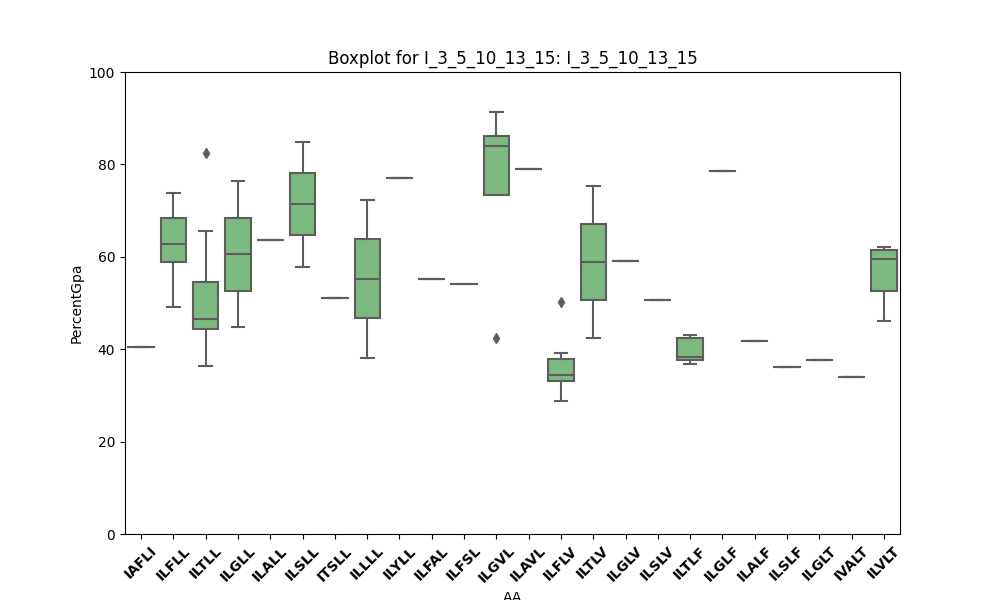 Boxplot for I_3_5_10_13_15: I_3_5_10_13_15
PercentGpa
100
80
60
40
20
0
IAFLI
ILFLL
ILTLL
ILGLL
ILALL
ILSLL
ITSLL
ILLLL
ILYLL
ILFAL
ILFSL
ILGVL
ILAVL
ILFLV
ILTLV
ILGLV
ILSLV
ILTLF
ILGLF
ILALF
ILSLF
ILGLT
IVALT
ILVLT
AA